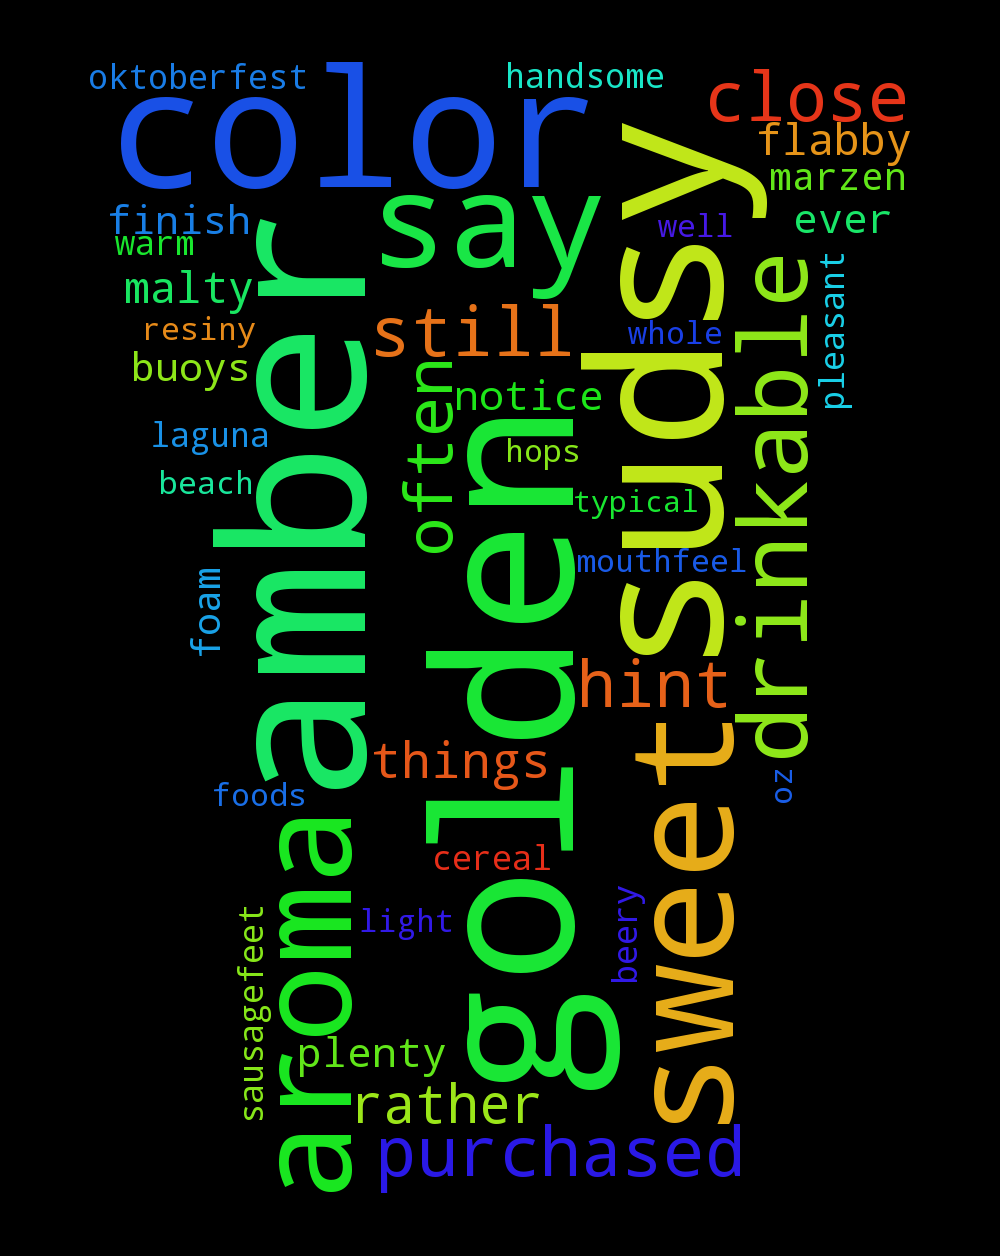 oktoberfest
handsome
close
color
flabby
marzen
say
finish
well
ever
warm
malty
amber
sudsy
pleasant
resiny
still
whole
drinkable
buoys
notice
often
laguna
hops
beach
typical
golden
mouthfeel
foam
hint
things
sweet
foods
oz
cereal
aroma
light
beery
sausagefeet
plenty
rather
purchased